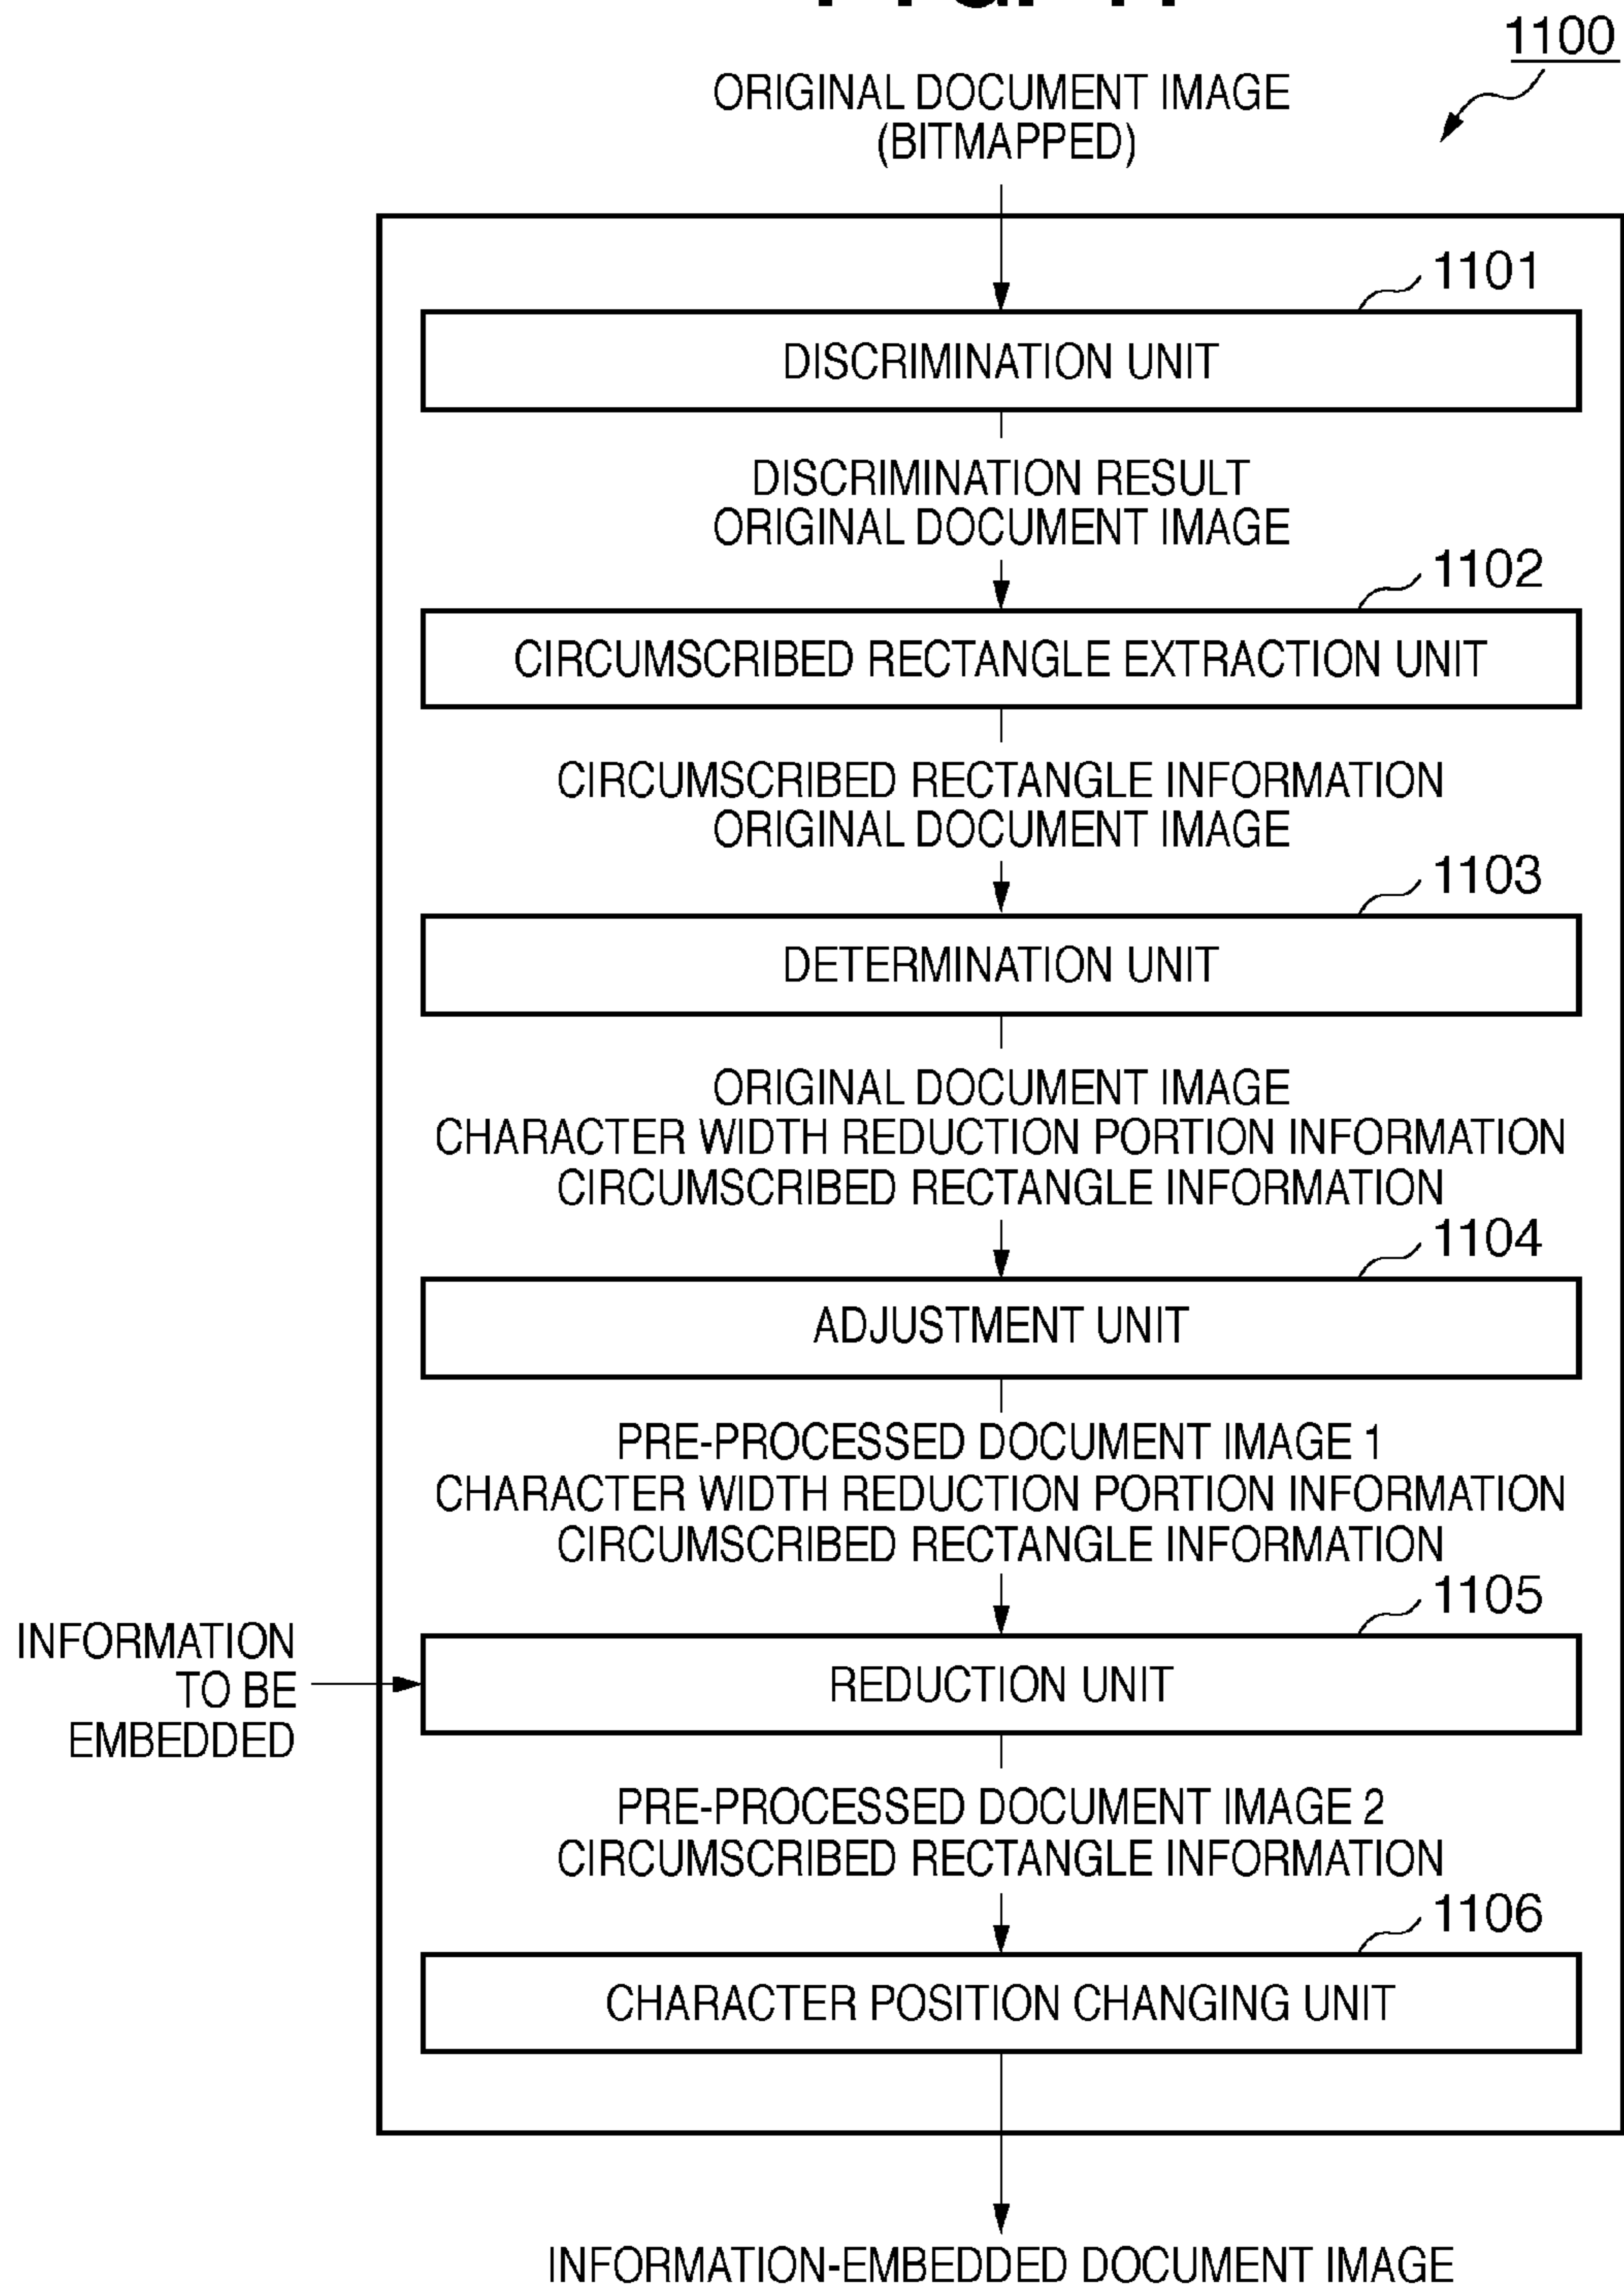 1100
ORIGINAL DOCUMENT IMAGE
(BITMAPPED)
1101
DISCRIMINATION UNIT
DISCRIMINATION RESULT
ORIGINAL DOCUMENT IMAGE
1102
CIRCUMSCRIBED RECTANGLE EXTRACTION UNIT
CIRCUMSCRIBED RECTANGLE INFORMATION
ORIGINAL DOCUMENT IMAGE
1103
DETERMINATION UNIT
ORIGINAL DOCUMENT IMAGE
CHARACTER WIDTH REDUCTION PORTION INFORMATION
CIRCUMSCRIBED RECTANGLE INFORMATION
1104
ADJUSTMENT UNIT
PRE-PROCESSED DOCUMENT IMAGE 1
CHARACTER WIDTH REDUCTION PORTION INFORMATION
CIRCUMSCRIBED RECTANGLE INFORMATION
1105
INFORMATION
TO BE
EMBEDDED
REDUCTION UNIT
PRE-PROCESSED DOCUMENT IMAGE 2
CIRCUMSCRIBED RECTANGLE INFORMATION
1106
CHARACTER POSITION CHANGING UNIT
INFORMATION-EMBEDDED DOCUMENT IMAGE